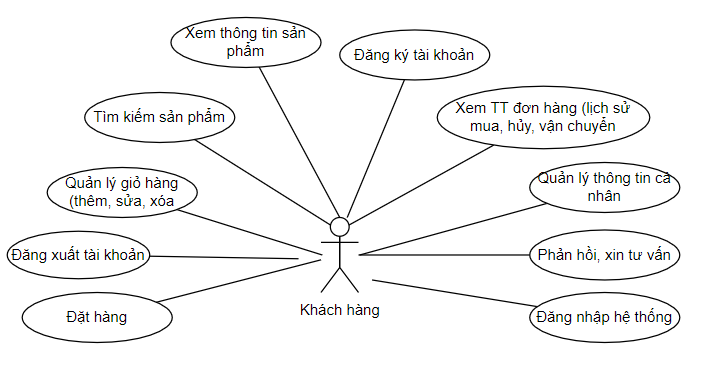 Xem thông tin sản
phẩm
Đăng ký tài khoản
Tìm kiếm sản phẩm
Xem TT đơn hàng (lịch sử
mua, hủy, vận chuyển
Quản lý giỏ hàng
(thêm, sửa, xóa
Quản lý thông tin cá
nhân
Đăng xuất tài khoản
Phản hồi, xin tư vấn
Đặt hàng
Khách hàng
Đăng nhập hệ thống